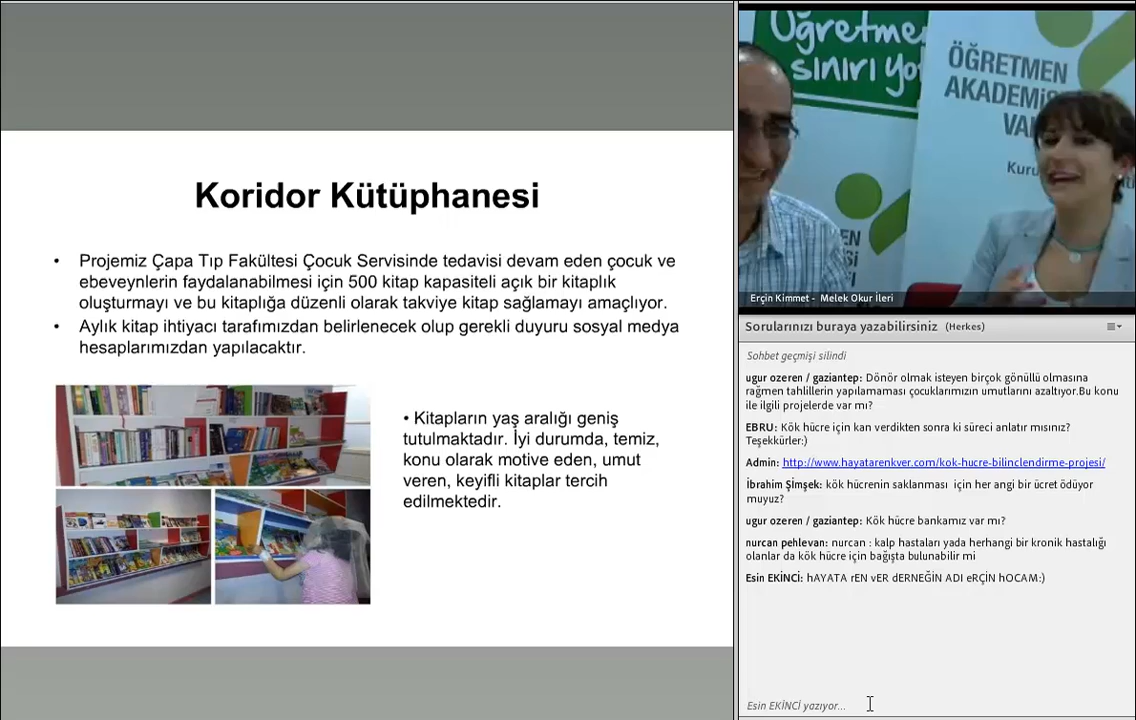 Koridor Kütüphanesi
• Projemiz Çapa Tıp Fakültesi Çocuk Servisinde tedavisi devam eden çocuk ve
ebeveynlerin faydalanabilmesi için 500 kitap kapasiteli açık bir kitaplık
oluşturmayı ve bu kitaplığa düzenli olarak takviye kitap sağlamayı amaçlıyor.
• Aylık kitap ihtiyacı tarafımızdan belirlenecek olup gerekli duyuru sosyal medya
hesaplarımızdan yapılacaktır.
• Kitapların yaş aralığı geniş
tutulmaktadır. İyi durumda, temiz,
konu olarak motive eden, umut
veren, keyifli kitaplar tercih
edilmektedir.
Öğretme
sınırı yo
ÖĞRETMEN
AKADEMİS
VA
Kuru
Erçin Kimmet - Melek Okur İleri
Sorularınızı buraya yazabilirsiniz (Herkes)
Sohbet geçmişi silindi
ugur ozeren / gaziantep: Dönör olmak isteyen birçok gönüllü olmasına
rağmen tahlillerin yapılamaması çocuklarımızın umutlarını azaltıyor.Bu konu
ile ilgili projelerde var mı?
EBRU: Kök hücre için kan verdikten sonra ki süreci anlatır mısınız?
Teşekkürler:)
Admin: http://www.hayatarenkver.com/kok-hucre-bilinclendirme-projesi/
İbrahim ŞİMŞEK: kök hücrenin saklanması için her angi bir ücret ödüyor
muyuz?
ugur ozeren / gaziantep: Kök hücre bankamız var mı?
nurcan pehlevan: nurcan : kalp hastaları yada herhangi bir kronik hastalığı
olanlar da kök hücre için bağışta bulunabilir mi
Esin EKİNCİ: hAYATA rEN vER dERNEĞİN ADI eRÇİN hOCAM:)
Esin EKİNCİ yazıyor...